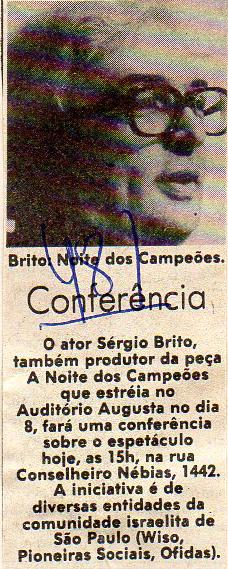 Brito: Noite dos Campeões.
Conferência
O ator Sérgio Brito,
também produtor da peça
A Noite dos Campeões
que estréia no
Auditório Augusta no dia
8, fará uma conferência
sobre o espetáculo
hoje, as 15h, na rua
Conselheiro Nébias, 1442.
A iniciativa é de
diversas entidades da
comunidade israelita de
São Paulo (Wiso,
Pioneiras Sociais, Ofidas).